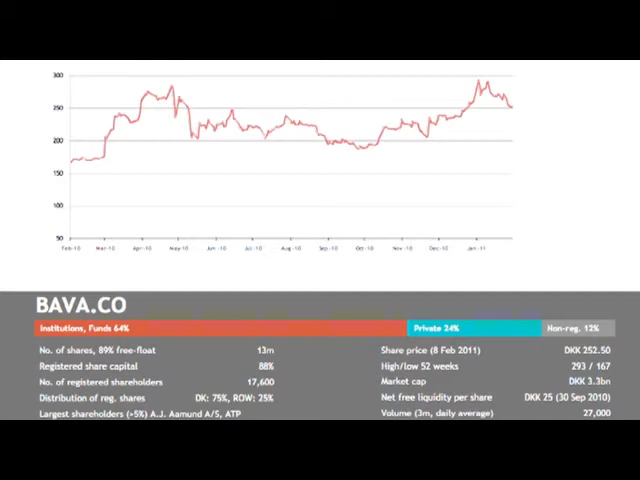 300
250
200
150
100
50
Feb-10 Mar-10 Apr-10 May-10 Jun-10 Jul-10 Aug-10 Sep-10 Oct-10 Nov-10 Dec-10 Jan-11
BAVA.CO
Institutions, Funds 64% Private 24% Non-reg. 12%
No. of shares, 89% free-float 13m
Registered share capital 88%
No. of registered shareholders 17,600
Distribution of reg. shares DK: 75%, ROW: 25%
Largest shareholders (>5%) A.J. Aamund A/S, ATP
Share price (8 Feb 2011) DKK 252.50
High/low 52 weeks 293 / 167
Market cap DKK 3.3bn
Net free liquidity per share DKK 25 (30 Sep 2010)
Volume (3m, daily average) 27,000